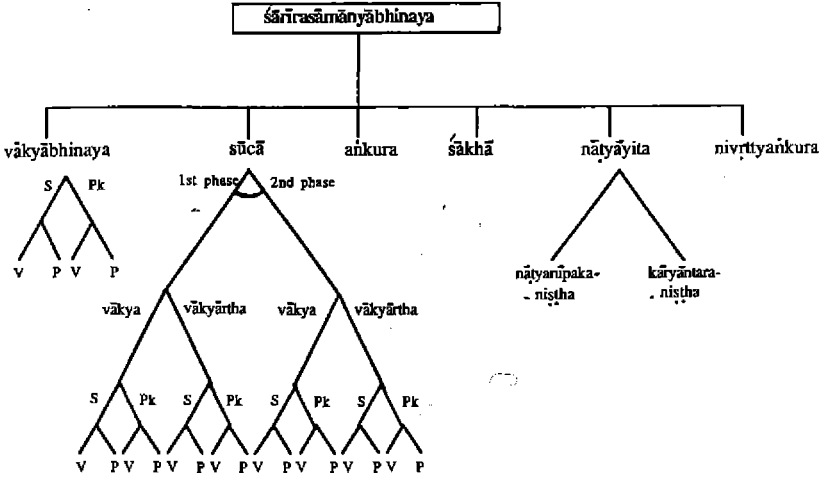 śārīrasāmānyābhinaya
vākyābhinaya sūcā aṅkura śākhā nāṭyāyita nivṛttyaṅkura
S Pk 1st phase 2nd phase
V P V P
nāṭyanīpaka- kāryāntara-
niṣṭha niṣṭha
vākya vākyārtha vākya vākyārtha
S Pk S Pk S Pk S Pk
V P V P V P V P V P V P V P V P